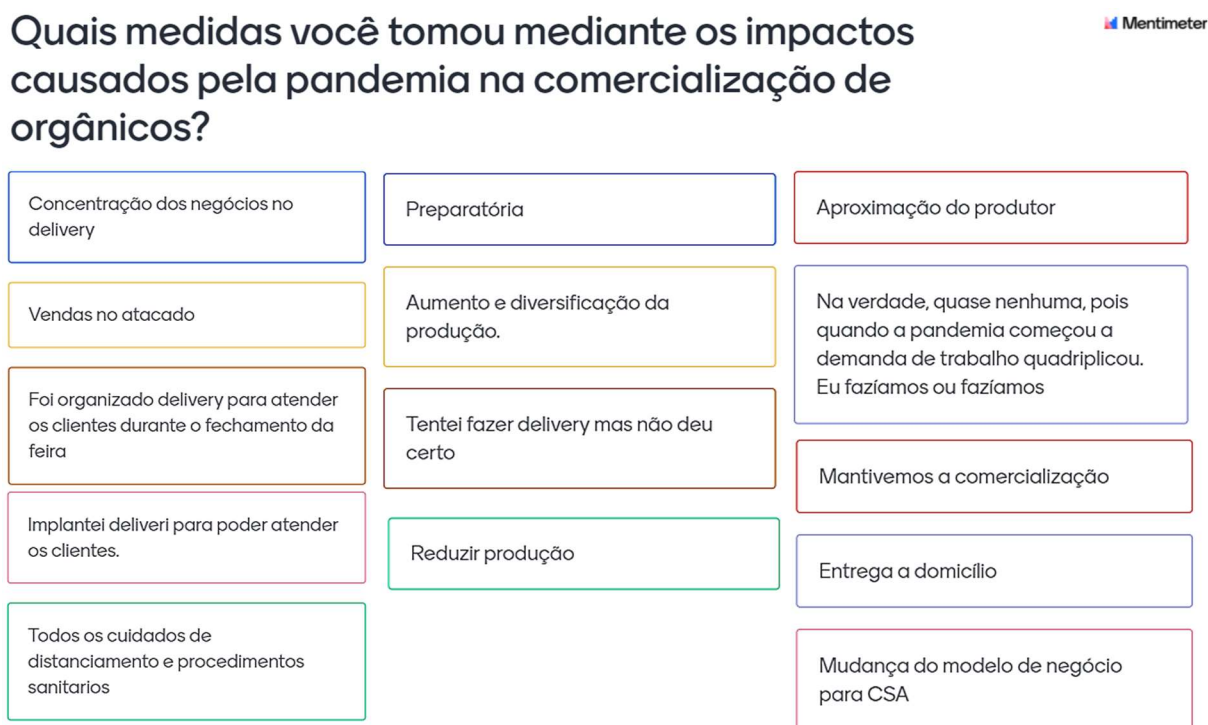 Quais medidas você tomou mediante os impactos
causados pela pandemia na comercialização de
orgânicos?
Mentimeter
Concentração dos negócios no
delivery
Vendas no atacado
Foi organizado delivery para atender
os clientes durante o fechamento da
feira
Implantei deliveri para poder atender
os clientes.
Todos os cuidados de
distanciamento e procedimentos
sanitarios
Preparatória
Aumento e diversificação da
produção.
Tentei fazer delivery mas não deu
certo
Reduzir produção
Aproximação do produtor
Na verdade, quase nenhuma, pois
quando a pandemia começou a
demanda de trabalho quadriplicou.
Eu fazíamos ou fazíamos
Mantivemos a comercialização
Entrega a domicílio
Mudança do modelo de negócio
para CSA